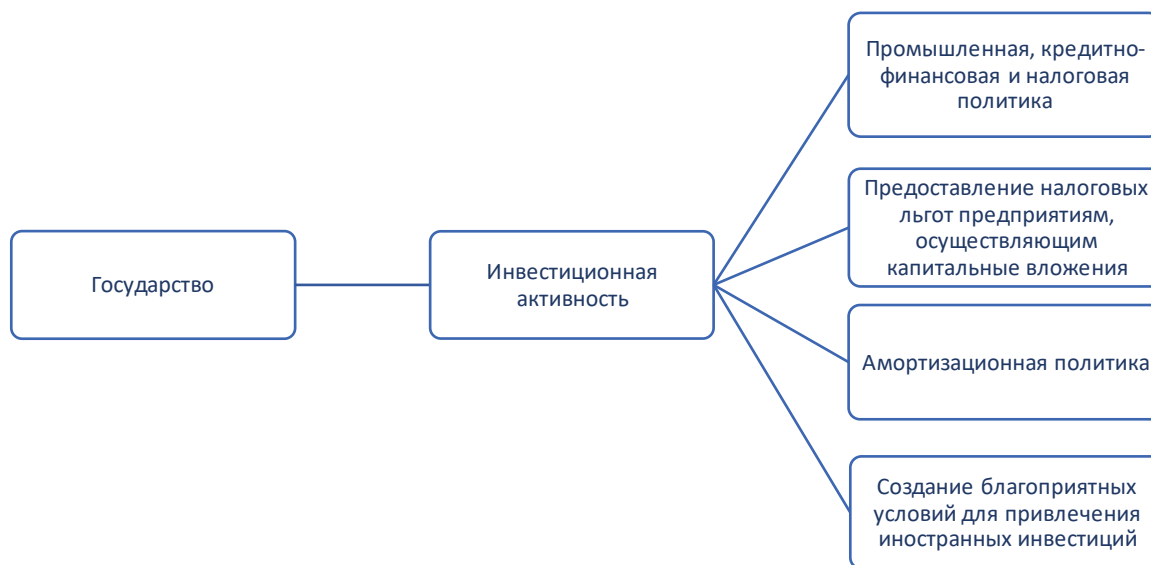 Государство
Инвестиционная
активность
Промышленная, кредитно-
финансовая и налоговая
политика
Предоставление налоговых
льгот предприятиям,
осуществляющим
капитальные вложения
Амортизационная политика
Создание благоприятных
условий для привлечения
иностранных инвестиций